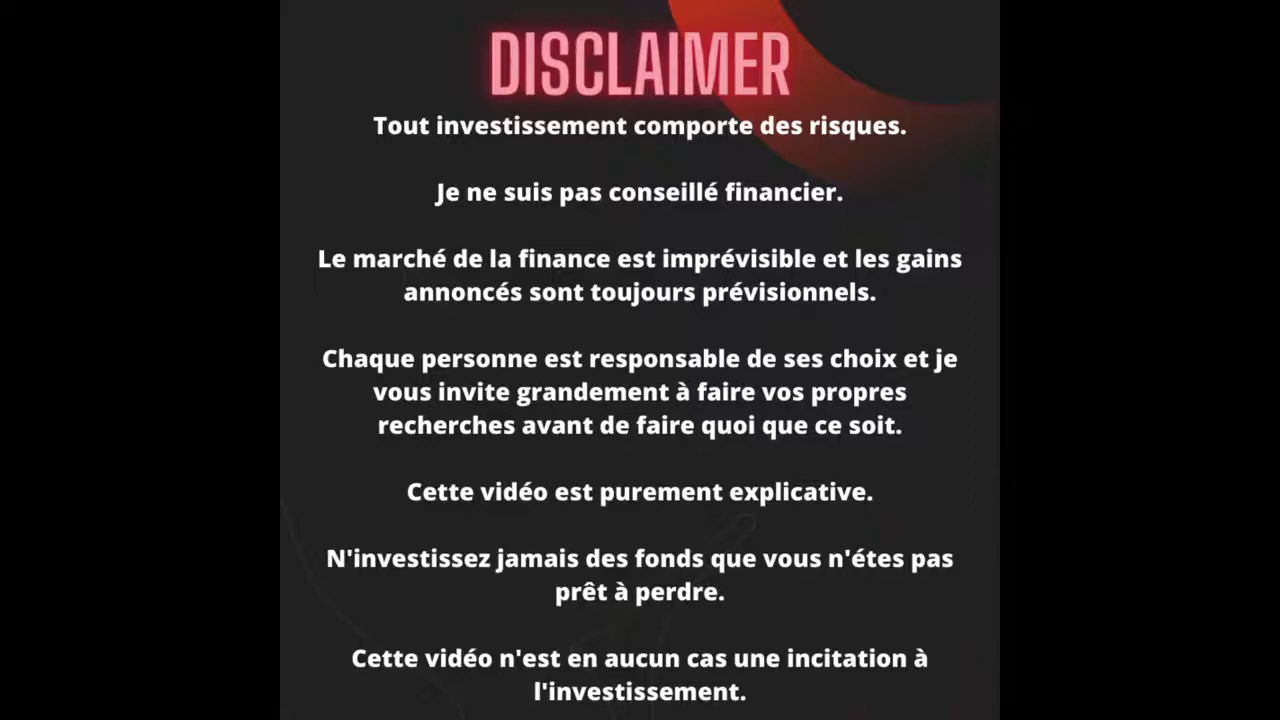 DISCLAIMER
Tout investissement comporte des risques.
Je ne suis pas conseillé financier.
Le marché de la finance est imprévisible et les gains
annoncés sont toujours prévisionnels.
Chaque personne est responsable de ses choix et je
vous invite grandement à faire vos propres
recherches avant de faire quoi que ce soit.
Cette vidéo est purement explicative.
N'investissez jamais des fonds que vous n'étes pas
prêt à perdre.
Cette vidéo n'est en aucun cas une incitation à
l'investissement.